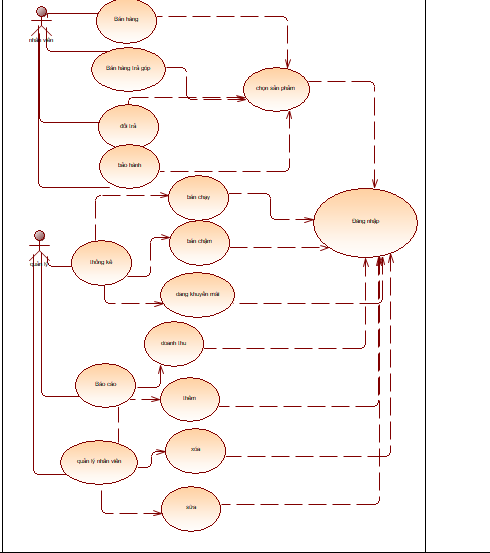 Bán hàng
nhân viên
Bán hàng trả góp
chọn sản phẩm
đổi trả
bảo hành
bán chạy
Đăng nhập
bán chậm
thống kê
quản lý
đang khuyến mãi
doanh thu
Báo cáo
thêm
xóa
quản lý nhân viên
sửa